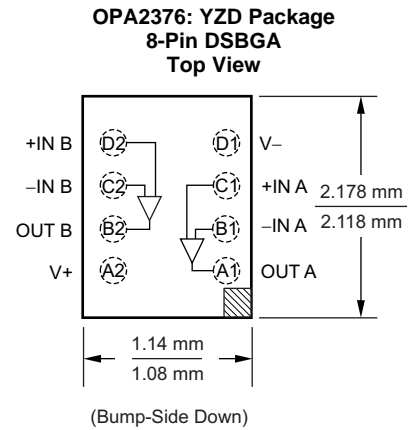 OPA2376: YZD Package
8-Pin DSBGA
Top View
+IN B D2 D1 V–
–IN B C2 C1 +IN A
OUT B B2 B1 –IN A
V+ A2 A1 OUT A
2.178 mm
2.118 mm
1.14 mm
1.08 mm
(Bump-Side Down)